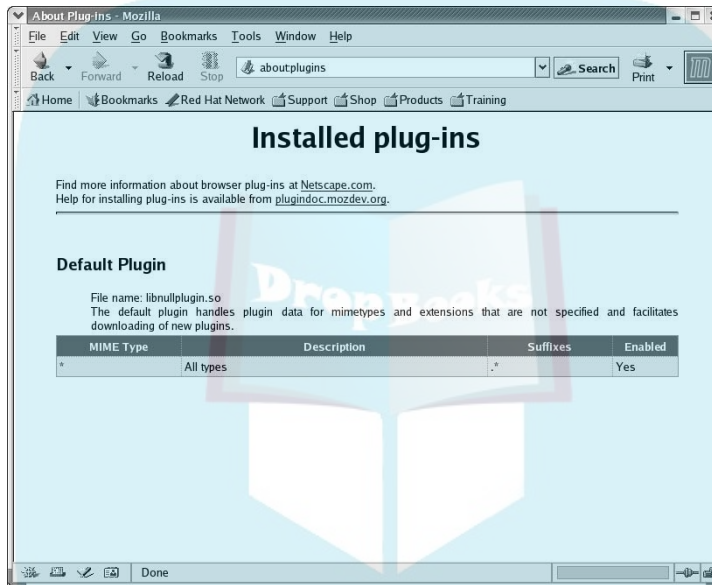 About Plug-ins - Mozilla
File Edit View Go Bookmarks Tools Window Help
Back Forward Reload Stop about:plugins Search Print
Home Bookmarks Red Hat Network Support Shop Products Training
Installed plug-ins
Find more information about browser plug-ins at Netscape.com.
Help for installing plug-ins is available from plugindoc.mozdev.org.
Default Plugin
DropBooks
File name: libnullplugin.so
The default plugin handles plugin data for mimetypes and extensions that are not specified and facilitates
downloading of new plugins.
MIME Type Description Suffixes Enabled
* All types .* Yes
Done